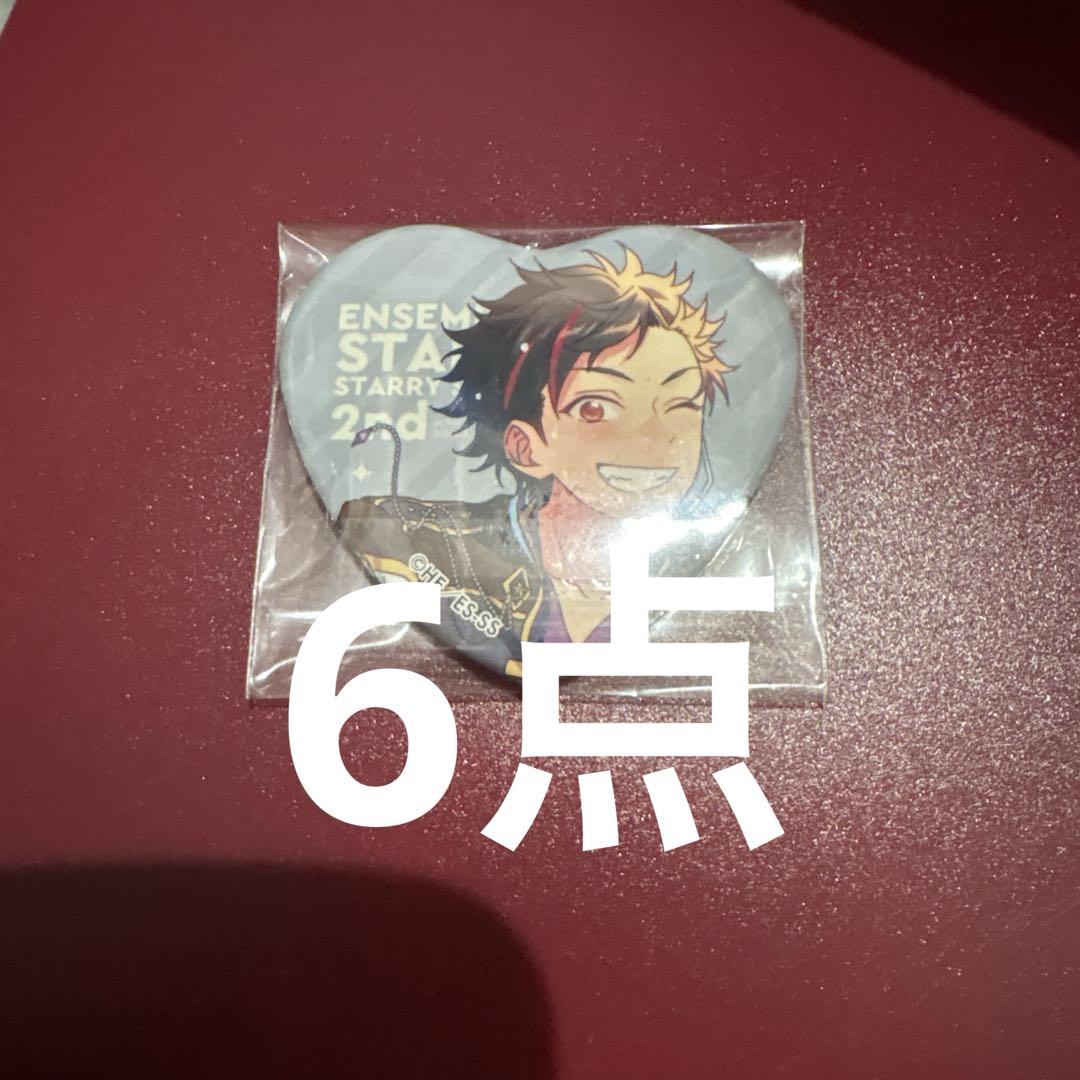 ENSEM
STA
STARRY
2nd
©HE ES-SS
6点